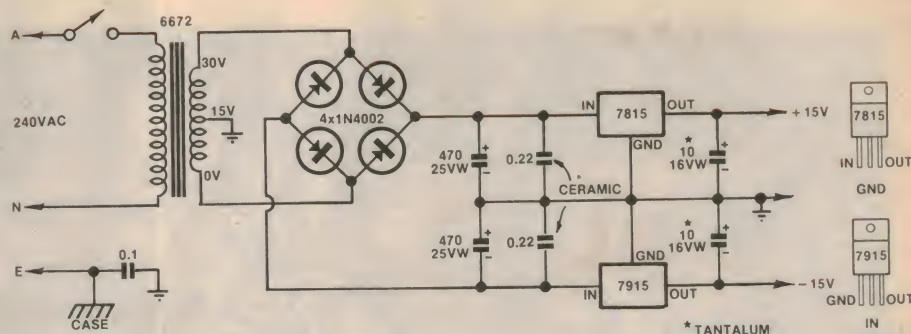 6672
A
30V
15V
0V
240VAC
N
E
0.1
CASE
4x1N4002
470
25VW
+
-
0.22
CERAMIC
470
25VW
+
-
0.22
IN
7815
OUT
GND
+15V
*
10
16VW
+
-
*
10
16VW
+
-
GND
IN
7915
OUT
-15V
* TANTALUM
7815
IN
OUT
GND
7915
GND
OUT
IN